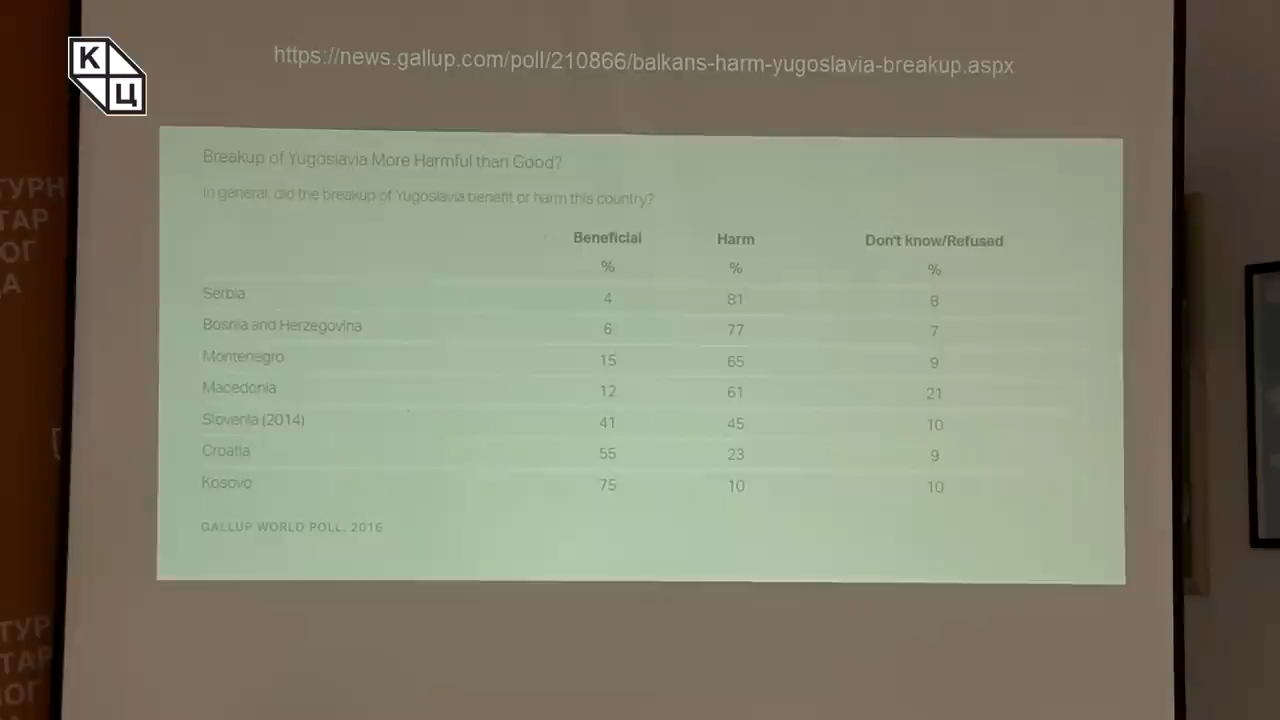 К
Ц
https://news.gallup.com/poll/210866/balkans-harm-yugoslavia-breakup.aspx
Breakup of Yugoslavia More Harmful than Good?
In general, did the breakup of Yugoslavia benefit or harm this country?
Beneficial Harm Don't know/Refused
% % %
Serbia 4 81 8
Bosnia and Herzegovina 6 77 7
Montenegro 15 65 9
Macedonia 12 61 21
Slovenia (2014) 41 45 10
Croatia 55 23 9
Kosovo 75 10 10
GALLUP WORLD POLL, 2016
ТУРН
ТАР
ОГ
ДА
ТУР
ТАР
ОГ